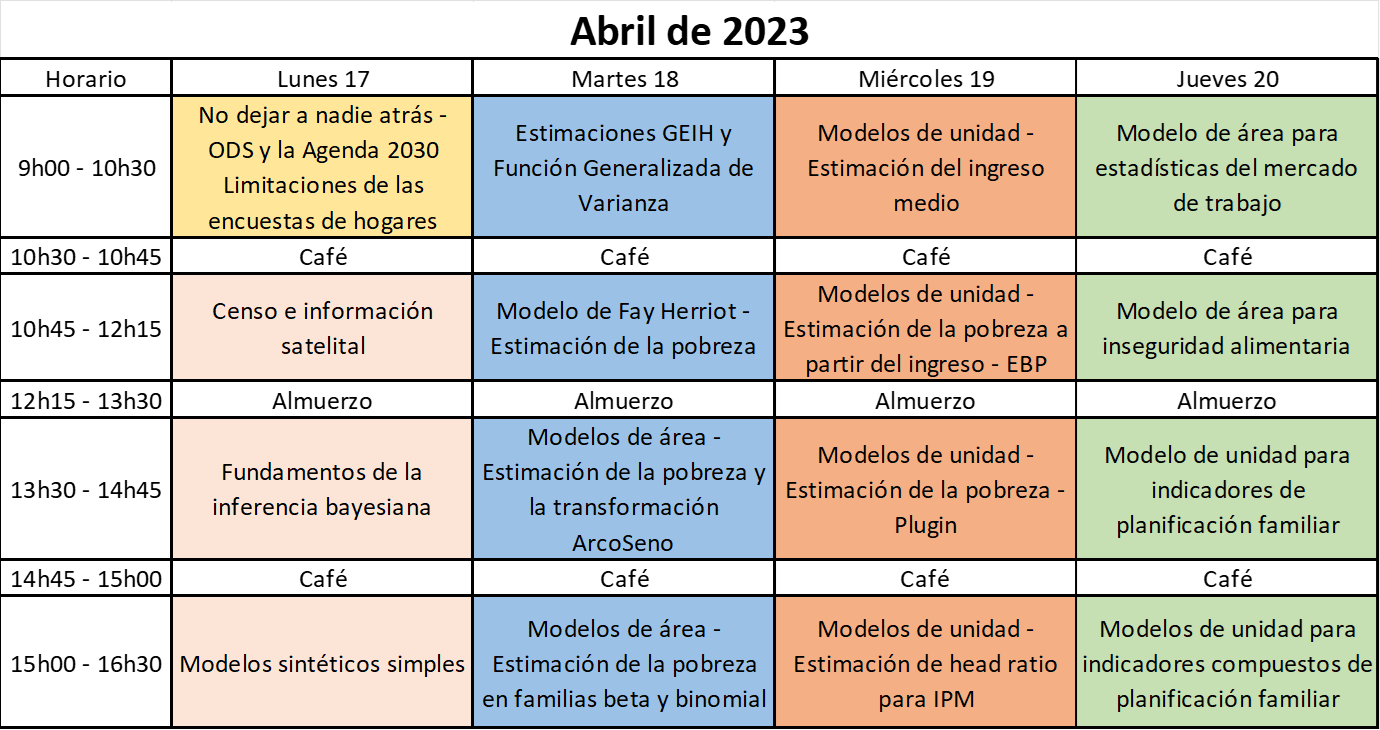 Abril de 2023
Horario
Lunes 17
Martes 18
Miércoles 19
Jueves 20
9h00 - 10h30
No dejar a nadie atrás -
ODS y la Agenda 2030
Limitaciones de las
encuestas de hogares
Estimaciones GEIH y
Función Generalizada de
Varianza
Modelos de unidad -
Estimación del ingreso
medio
Modelo de área para
estadísticas del mercado
de trabajo
10h30 - 10h45
Café
Café
Café
Café
10h45 - 12h15
Censo e información
satelital
Modelo de Fay Herriot -
Estimación de la pobreza
Modelos de unidad -
Estimación de la pobreza a
partir del ingreso - EBP
Modelo de área para
inseguridad alimentaria
12h15 - 13h30
Almuerzo
Almuerzo
Almuerzo
Almuerzo
13h30 - 14h45
Fundamentos de la
inferencia bayesiana
Modelos de área -
Estimación de la pobreza y
la transformación
ArcoSeno
Modelos de unidad -
Estimación de la pobreza -
Plugin
Modelo de unidad para
indicadores de
planificación familiar
14h45 - 15h00
Café
Café
Café
Café
15h00 - 16h30
Modelos sintéticos simples
Modelos de área -
Estimación de la pobreza
en familias beta y binomial
Modelos de unidad -
Estimación de head ratio
para IPM
Modelos de unidad para
indicadores compuestos de
planificación familiar